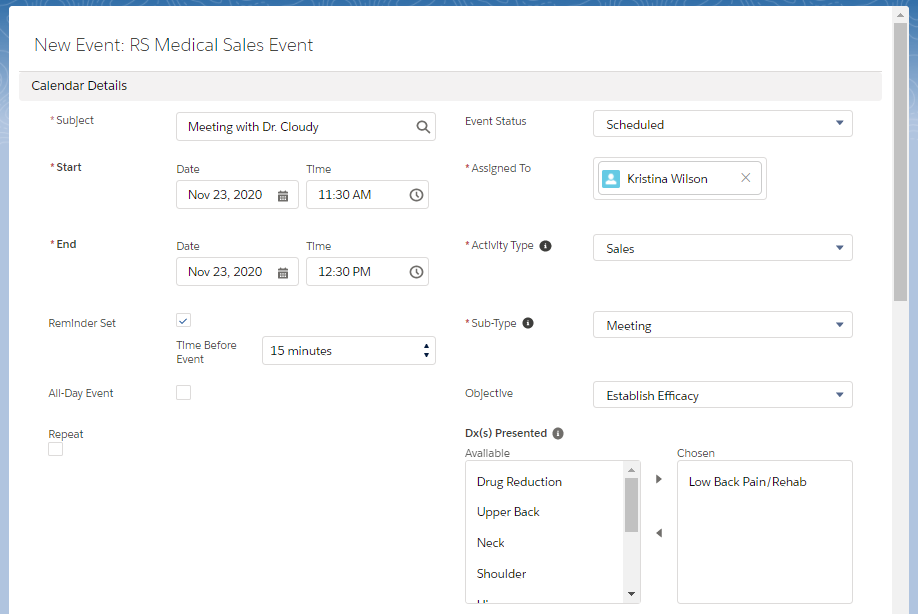 New Event: RS Medical Sales Event
Calendar Details
*Subject
Meeting with Dr. Cloudy
Event Status
Scheduled
*Start
Date
Time
Nov 23, 2020
11:30 AM
*Assigned To
Kristina Wilson
*End
Date
Time
Nov 23, 2020
12:30 PM
*Activity Type
Sales
Reminder Set
Time Before
Event
15 minutes
*Sub-Type
Meeting
All-Day Event
Objective
Establish Efficacy
Repeat
Dx(s) Presented
Available
Chosen
Drug Reduction
Upper Back
Neck
Shoulder
Low Back Pain/Rehab